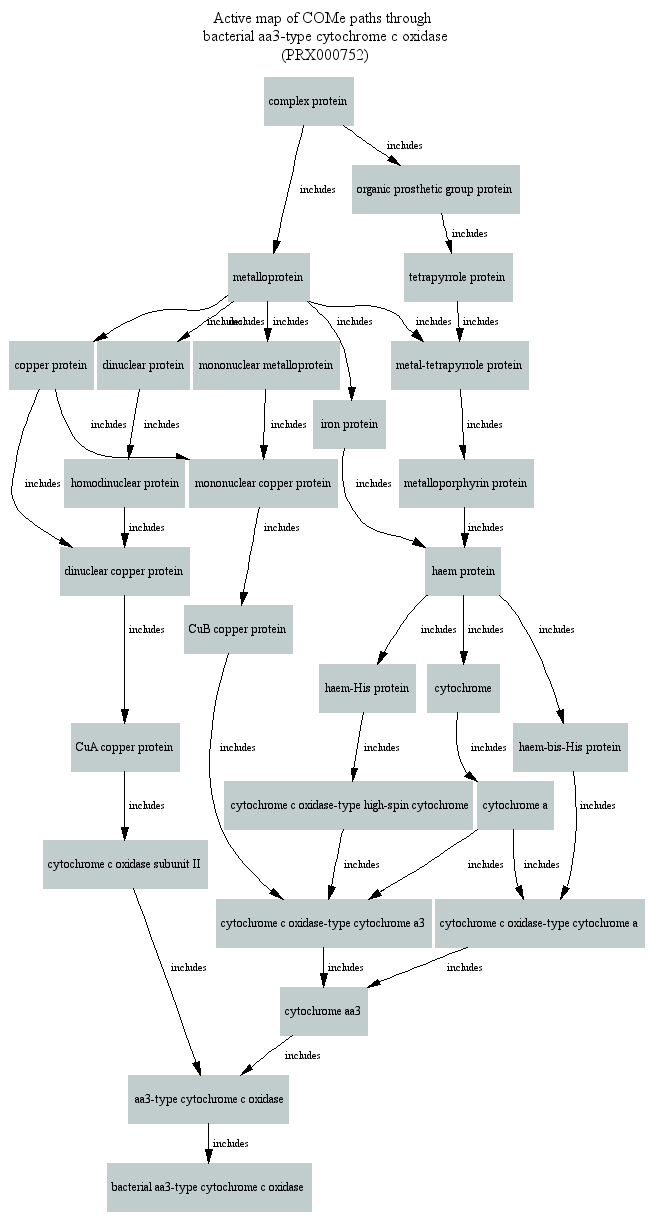 Active map of COMe paths through
bacterial aa3-type cytochrome c oxidase
(PRX000752)
complex protein
includes
includes
organic prosthetic group protein
includes
metalloprotein
tetrapyrrole protein
includes
includes
includes
includes
includes
includes
copper protein
dinuclear protein
mononuclear metalloprotein
metal-tetrapyrrole protein
iron protein
includes
includes
includes
includes
includes
includes
homodinuclear protein
mononuclear copper protein
metalloporphyrin protein
includes
includes
includes
dinuclear copper protein
haem protein
includes
CuB copper protein
includes
includes
includes
haem-His protein
cytochrome
CuA copper protein
includes
includes
includes
haem-bis-His protein
includes
cytochrome c oxidase-type high-spin cytochrome
cytochrome a
includes
cytochrome c oxidase subunit II
includes
includes
includes
cytochrome c oxidase-type cytochrome a3
cytochrome c oxidase-type cytochrome a
includes
includes
includes
cytochrome aa3
includes
aa3-type cytochrome c oxidase
includes
bacterial aa3-type cytochrome c oxidase